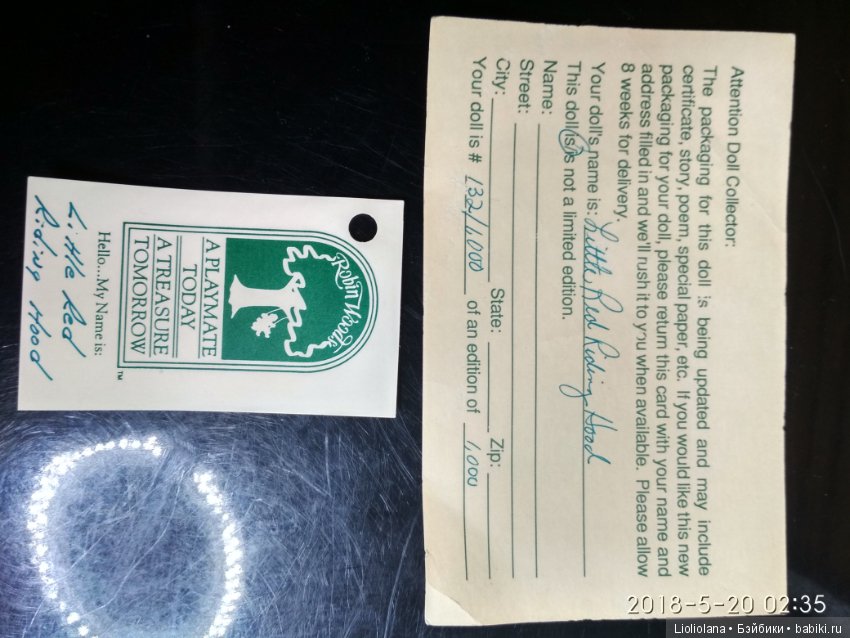 Attention Doll Collector:
The packaging for this doll is being updated and may include
certificate, story, poem, special paper, etc. If you would like this new
packaging for your doll, please return this card with your name and
address filled in and we'll rush it to you when available. Please allow
8 weeks for delivery.
Your doll's name is: Little Red Riding Hood
This doll is/is not a limited edition.
Name:
Street:
City: State: Zip:
Your doll is # 132/1,000 of an edition of 1,000
Robin Woods
A PLAYMATE
TODAY
A TREASURE
TOMORROW
TM
Hello...My Name is:
Little Red
Riding Hood
2018-5-20 02:35
Lioliolana • Бэйбики • babiki.ru